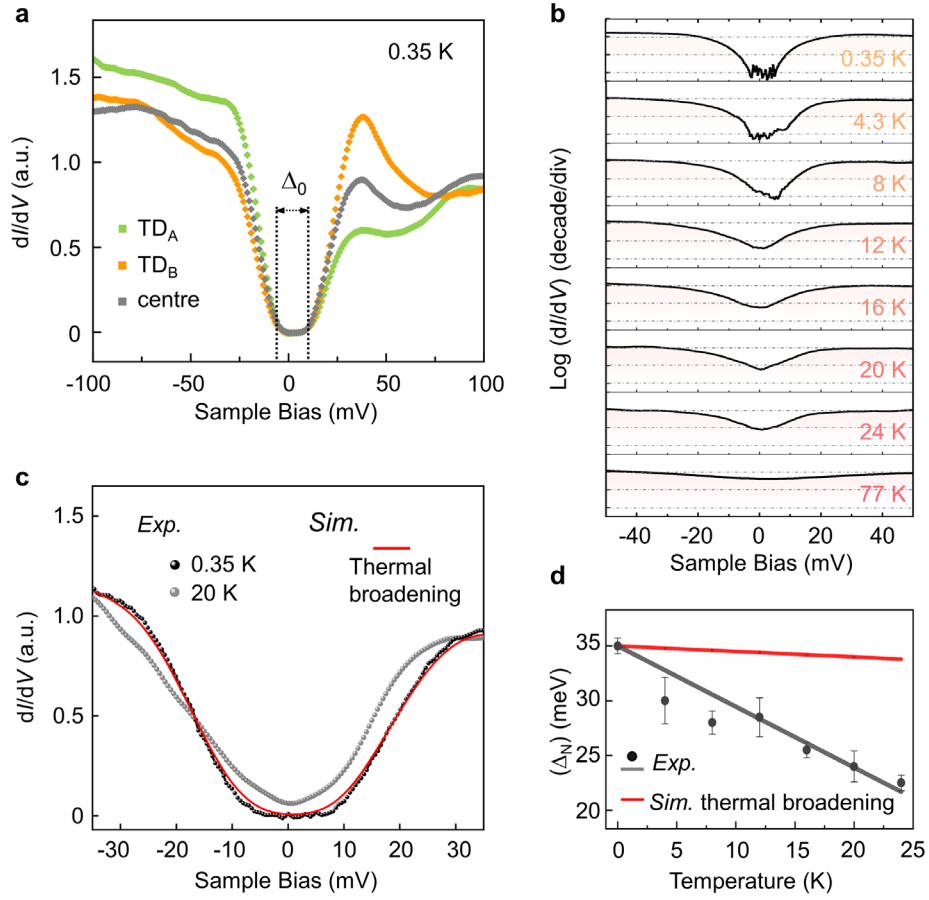 a
0.35 K
1.5
1.0
0.5
0
dI/dV (a.u.)
Δ0
TDA
TDB
centre
-100
-50
0
50
100
Sample Bias (mV)
b
Log (dI/dV) (decade/div)
0.35 K
4.3 K
8 K
12 K
16 K
20 K
24 K
77 K
-40
-20
0
20
40
Sample Bias (mV)
c
1.5
1.0
0.5
0
dI/dV (a.u.)
Exp.
Sim.
0.35 K
20 K
Thermal
broadening
-30
-20
-10
0
10
20
30
Sample Bias (mV)
d
35
30
25
20
(ΔN) (meV)
Exp.
Sim. thermal broadening
0
5
10
15
20
25
Temperature (K)